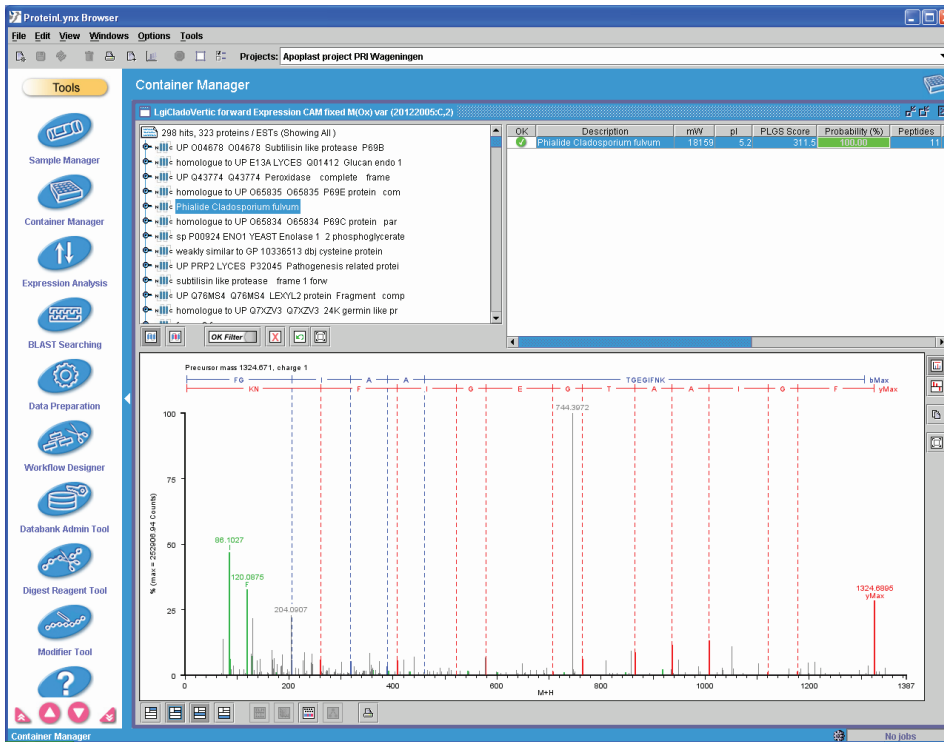 ProteinLynx Browser
File Edit View Windows Options Tools
Projects: Apoplast project PRI Wageningen
Tools
Sample Manager
Container Manager
Expression Analysis
BLAST Searching
Data Preparation
Workflow Designer
Databank Admin Tool
Digest Reagent Tool
Modifier Tool
?
Container Manager
LgiCladoVertic forward Expression CAM fixed M(Ox) var (20122005:C,2)
298 hits, 323 proteins / ESTs (Showing All )
UP O04678 O04678 Subtilisin like protease P69B
homologue to UP E13A LYCES Q01412 Glucan endo 1
UP Q43774 Q43774 Peroxidase complete frame
homologue to UP O65835 O65835 P69E protein com
Phialide Cladosporium fulvum
homologue to UP O65834 O65834 P69C protein par
sp P00924 ENO1 YEAST Enolase 1 2 phosphoglycerate
weakly similar to GP 10336513 dbj cysteine protein
UP PRP2 LYCES P32045 Pathogenesis related protei
subtilisin like protease frame 1 forw
UP Q76MS4 Q76MS4 LEXYL2 protein Fragment comp
homologue to UP Q7XZV3 Q7XZV3 24K germin like pr
OK Description mW pI PLGS Score Probability (%) Peptides
Phialide Cladosporium fulvum 18159 5.2 311.5 100.00 11
OK Filter
Precursor mass 1324.671, charge 1
FG I A A TGEGIFNK bMax
KN F I G E G T A A I G F yMax
744.3972
100
75
50
25
0
% (max = 252906.94 Counts)
86.1027
I
120.0875
F
204.0907
1324.6895
yMax
0 200 400 600 800 1000 1200 1387
M+H
Container Manager
No jobs